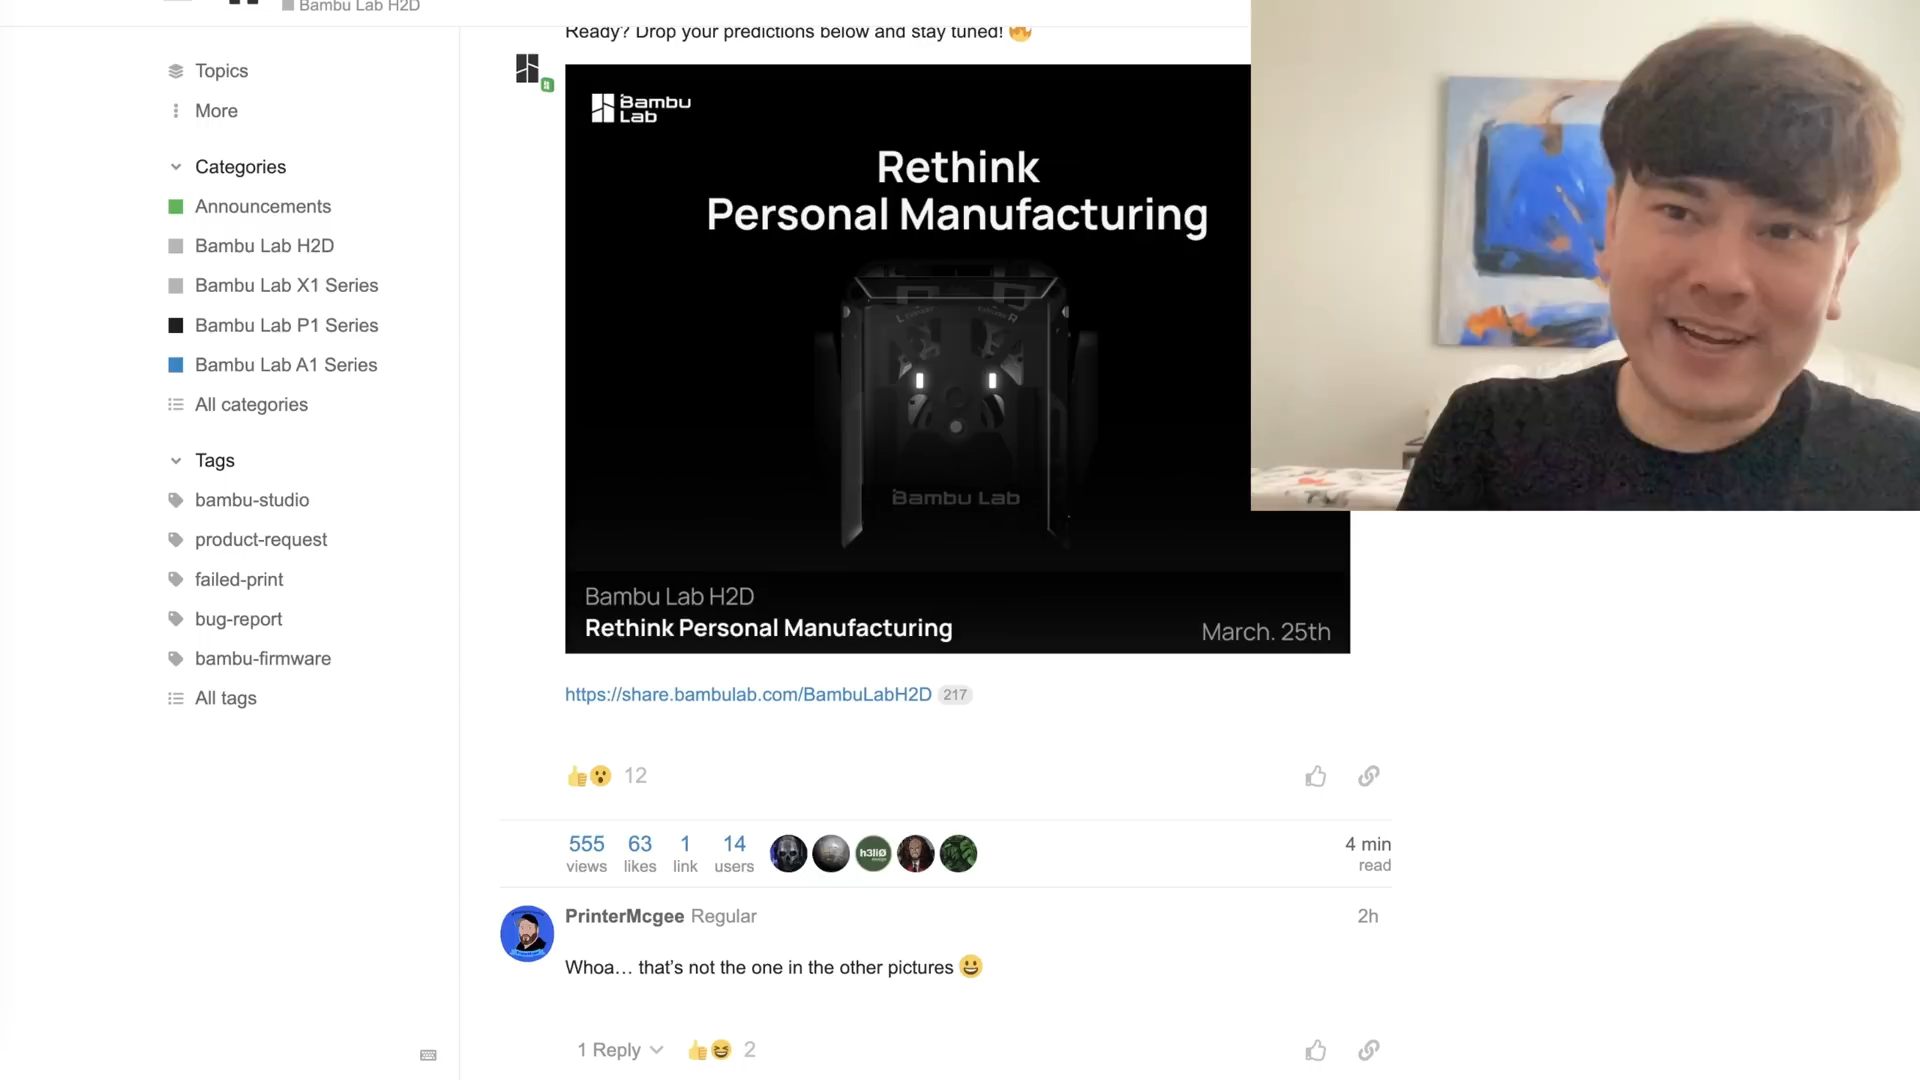 Bambu Lab H2D
Topics
More
Categories
Announcements
Bambu Lab H2D
Bambu Lab X1 Series
Bambu Lab P1 Series
Bambu Lab A1 Series
All categories
Tags
bambu-studio
product-request
failed-print
bug-report
bambu-firmware
All tags
Ready? Drop your predictions below and stay tuned! 🔥
Bambu
Lab
Rethink
Personal Manufacturing
L
R
Bambu Lab
Bambu Lab H2D
Rethink Personal Manufacturing
March. 25th
https://share.bambulab.com/BambuLabH2D 217
👍😮 12
555 63 1 14
views likes link users
h3li0
4 min
read
PrinterMcgee Regular 2h
Whoa… that’s not the one in the other pictures 😀
1 Reply 👍😆 2